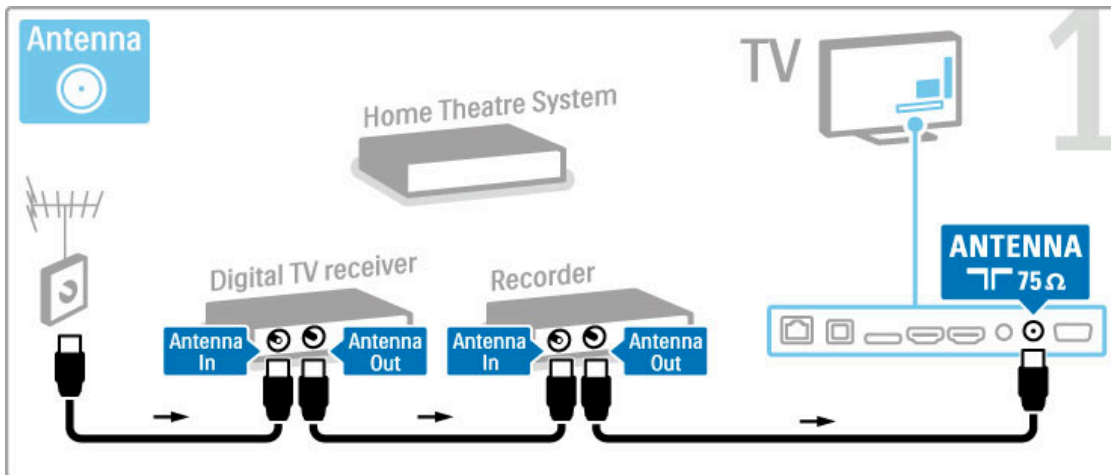 Antenna
TV
1
Home Theatre System
Digital TV receiver
Recorder
ANTENNA
75 Ω
Antenna
In
Antenna
Out
Antenna
In
Antenna
Out